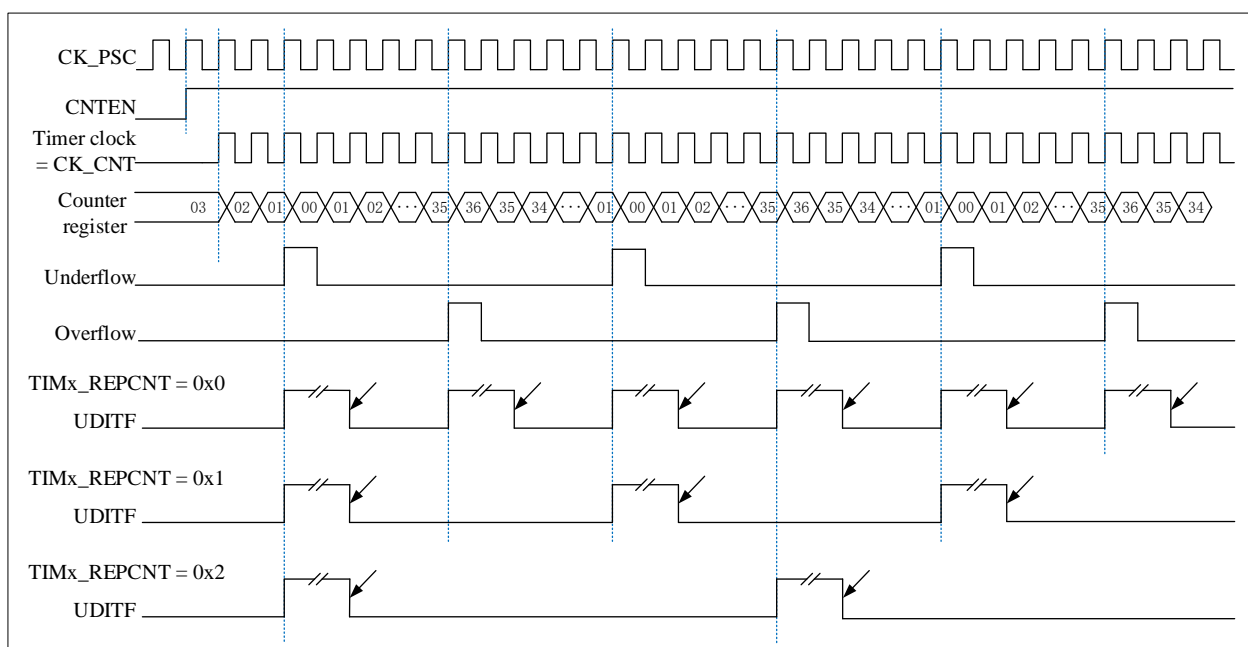 CK_PSC
CNTEN
Timer clock
= CK_CNT
Counter
register
03 02 01 00 01 02 ··· 35 36 35 34 ··· 01 00 01 02 ··· 35 36 35 34 ··· 01 00 01 02 ··· 35 36 35 34
Underflow
Overflow
TIMx_REPCNT = 0x0
UDITF
TIMx_REPCNT = 0x1
UDITF
TIMx_REPCNT = 0x2
UDITF